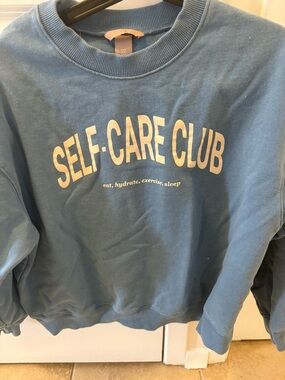 SELF-CARE CLUB
eat, hydrate, exercise, sleep